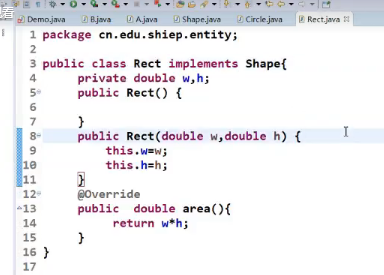 置
Demo.java B.java A.java Shape.java Circle.java Rect.java
1 package cn.edu.shiep.entity;
2
3 public class Rect implements Shape{
4 private double w,h;
5 public Rect() {
6
7 }
8 public Rect(double w,double h) {
9 this.w=w;
10 this.h=h;
11 }
12 @Override
13 public double area(){
14 return w*h;
15 }
16 }
17